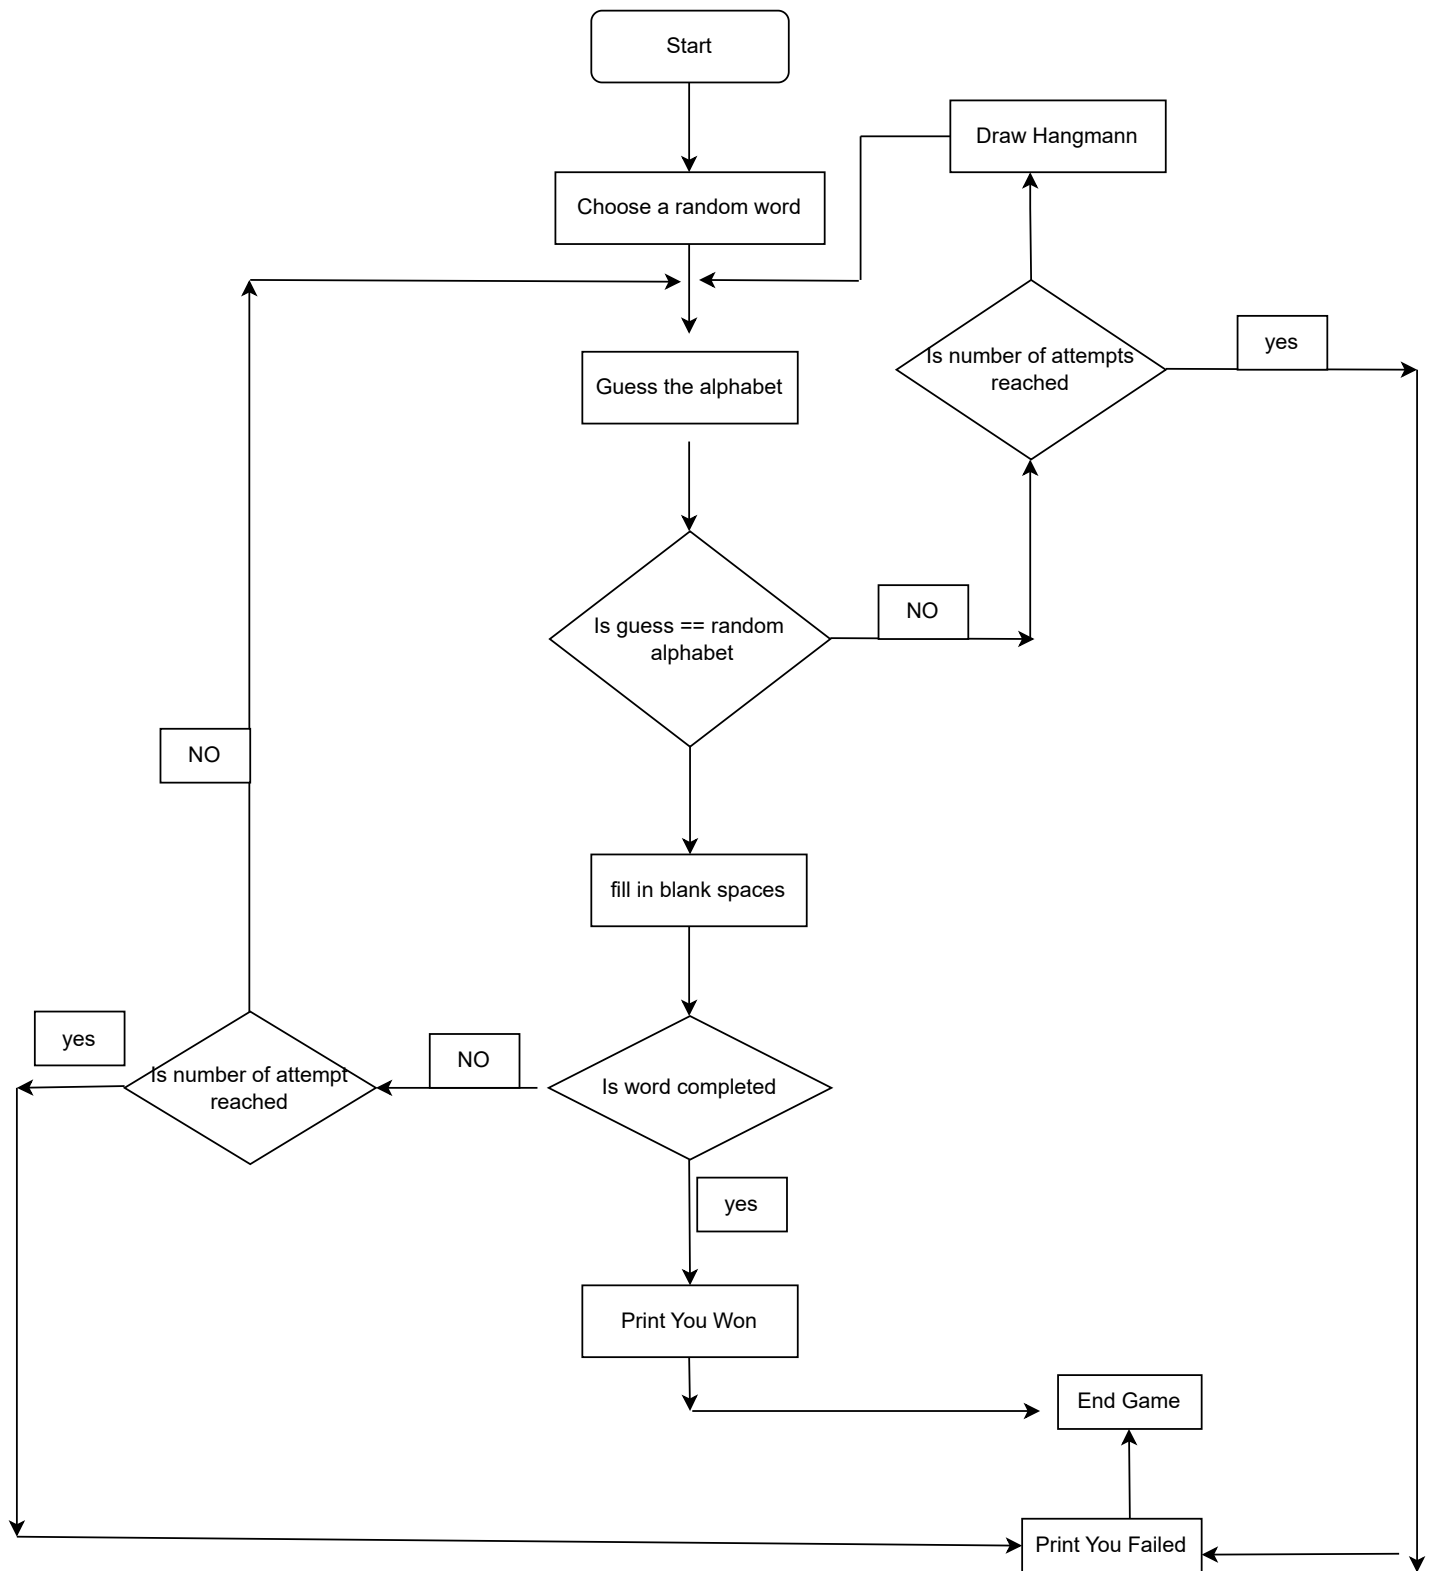 Start
Draw Hangmann
Choose a random word
yes
Is number of attempts
reached
Guess the alphabet
NO
Is guess == random
alphabet
NO
fill in blank spaces
yes
NO
Is number of attempt
reached
Is word completed
yes
Print You Won
End Game
Print You Failed